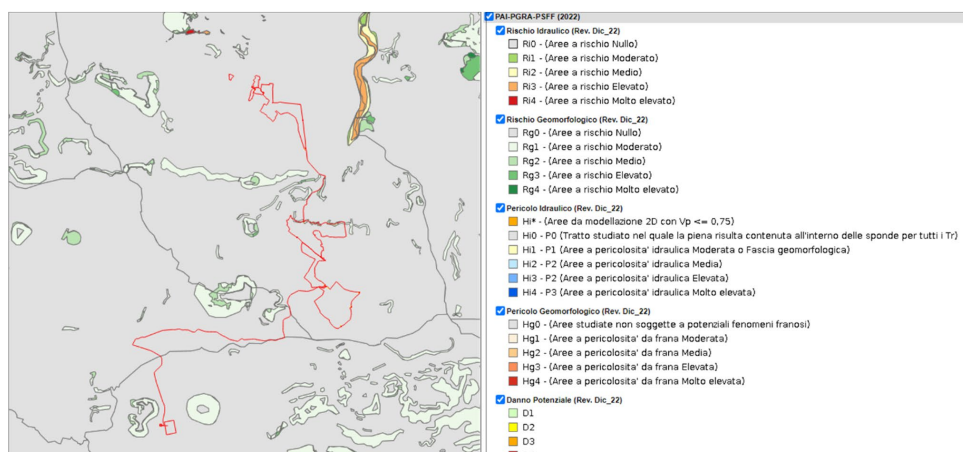 PAI-PGRA-PSFF (2022)
Rischio Idraulico (Rev. Dic_22)
Ri0 - (Aree a rischio Nullo)
Ri1 - (Aree a rischio Moderato)
Ri2 - (Aree a rischio Medio)
Ri3 - (Aree a rischio Elevato)
Ri4 - (Aree a rischio Molto elevato)
Rischio Geomorfologico (Rev. Dic_22)
Rg0 - (Aree a rischio Nullo)
Rg1 - (Aree a rischio Moderato)
Rg2 - (Aree a rischio Medio)
Rg3 - (Aree a rischio Elevato)
Rg4 - (Aree a rischio Molto elevato)
Pericolo Idraulico (Rev. Dic_22)
Hi* - (Aree da modellazione 2D con Vp <= 0,75)
Hi0 - P0 (Tratto studiato nel quale la piena risulta contenuta all'interno delle sponde per tutti i Tr)
Hi1 - P1 (Aree a pericolosita' idraulica Moderata o Fascia geomorfologica)
Hi2 - P2 (Aree a pericolosita' idraulica Media)
Hi3 - P2 (Aree a pericolosita' idraulica Elevata)
Hi4 - P3 (Aree a pericolosita' idraulica Molto elevata)
Pericolo Geomorfologico (Rev. Dic_22)
Hg0 - (Aree studiate non soggette a potenziali fenomeni franosi)
Hg1 - (Aree a pericolosita' da frana Moderata)
Hg2 - (Aree a pericolosita' da frana Media)
Hg3 - (Aree a pericolosita' da frana Elevata)
Hg4 - (Aree a pericolosita' da frana Molto elevata)
Danno Potenziale (Rev. Dic_22)
D1
D2
D3